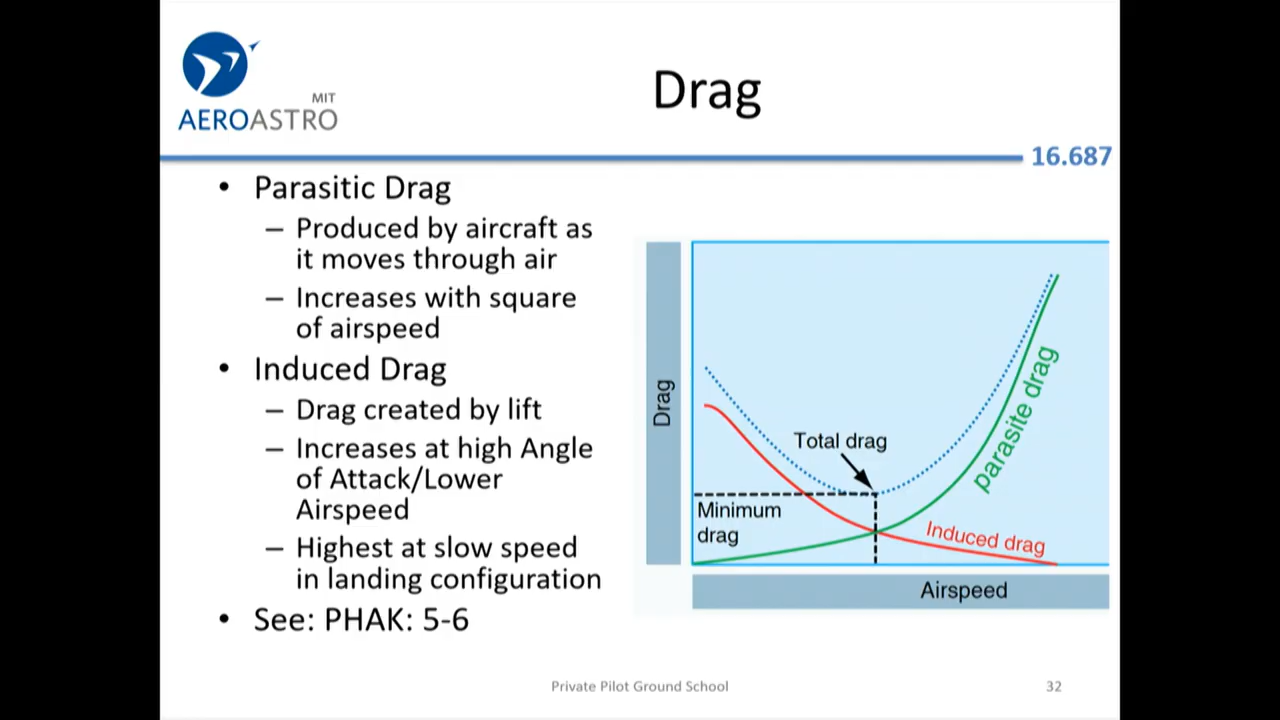 MIT
AEROASTRO
Drag
16.687
• Parasitic Drag
– Produced by aircraft as
it moves through air
– Increases with square
of airspeed
• Induced Drag
– Drag created by lift
– Increases at high Angle
of Attack/Lower
Airspeed
– Highest at slow speed
in landing configuration
• See: PHAK: 5-6
Drag
Total drag
Minimum
drag
parasite drag
Induced drag
Airspeed
Private Pilot Ground School
32